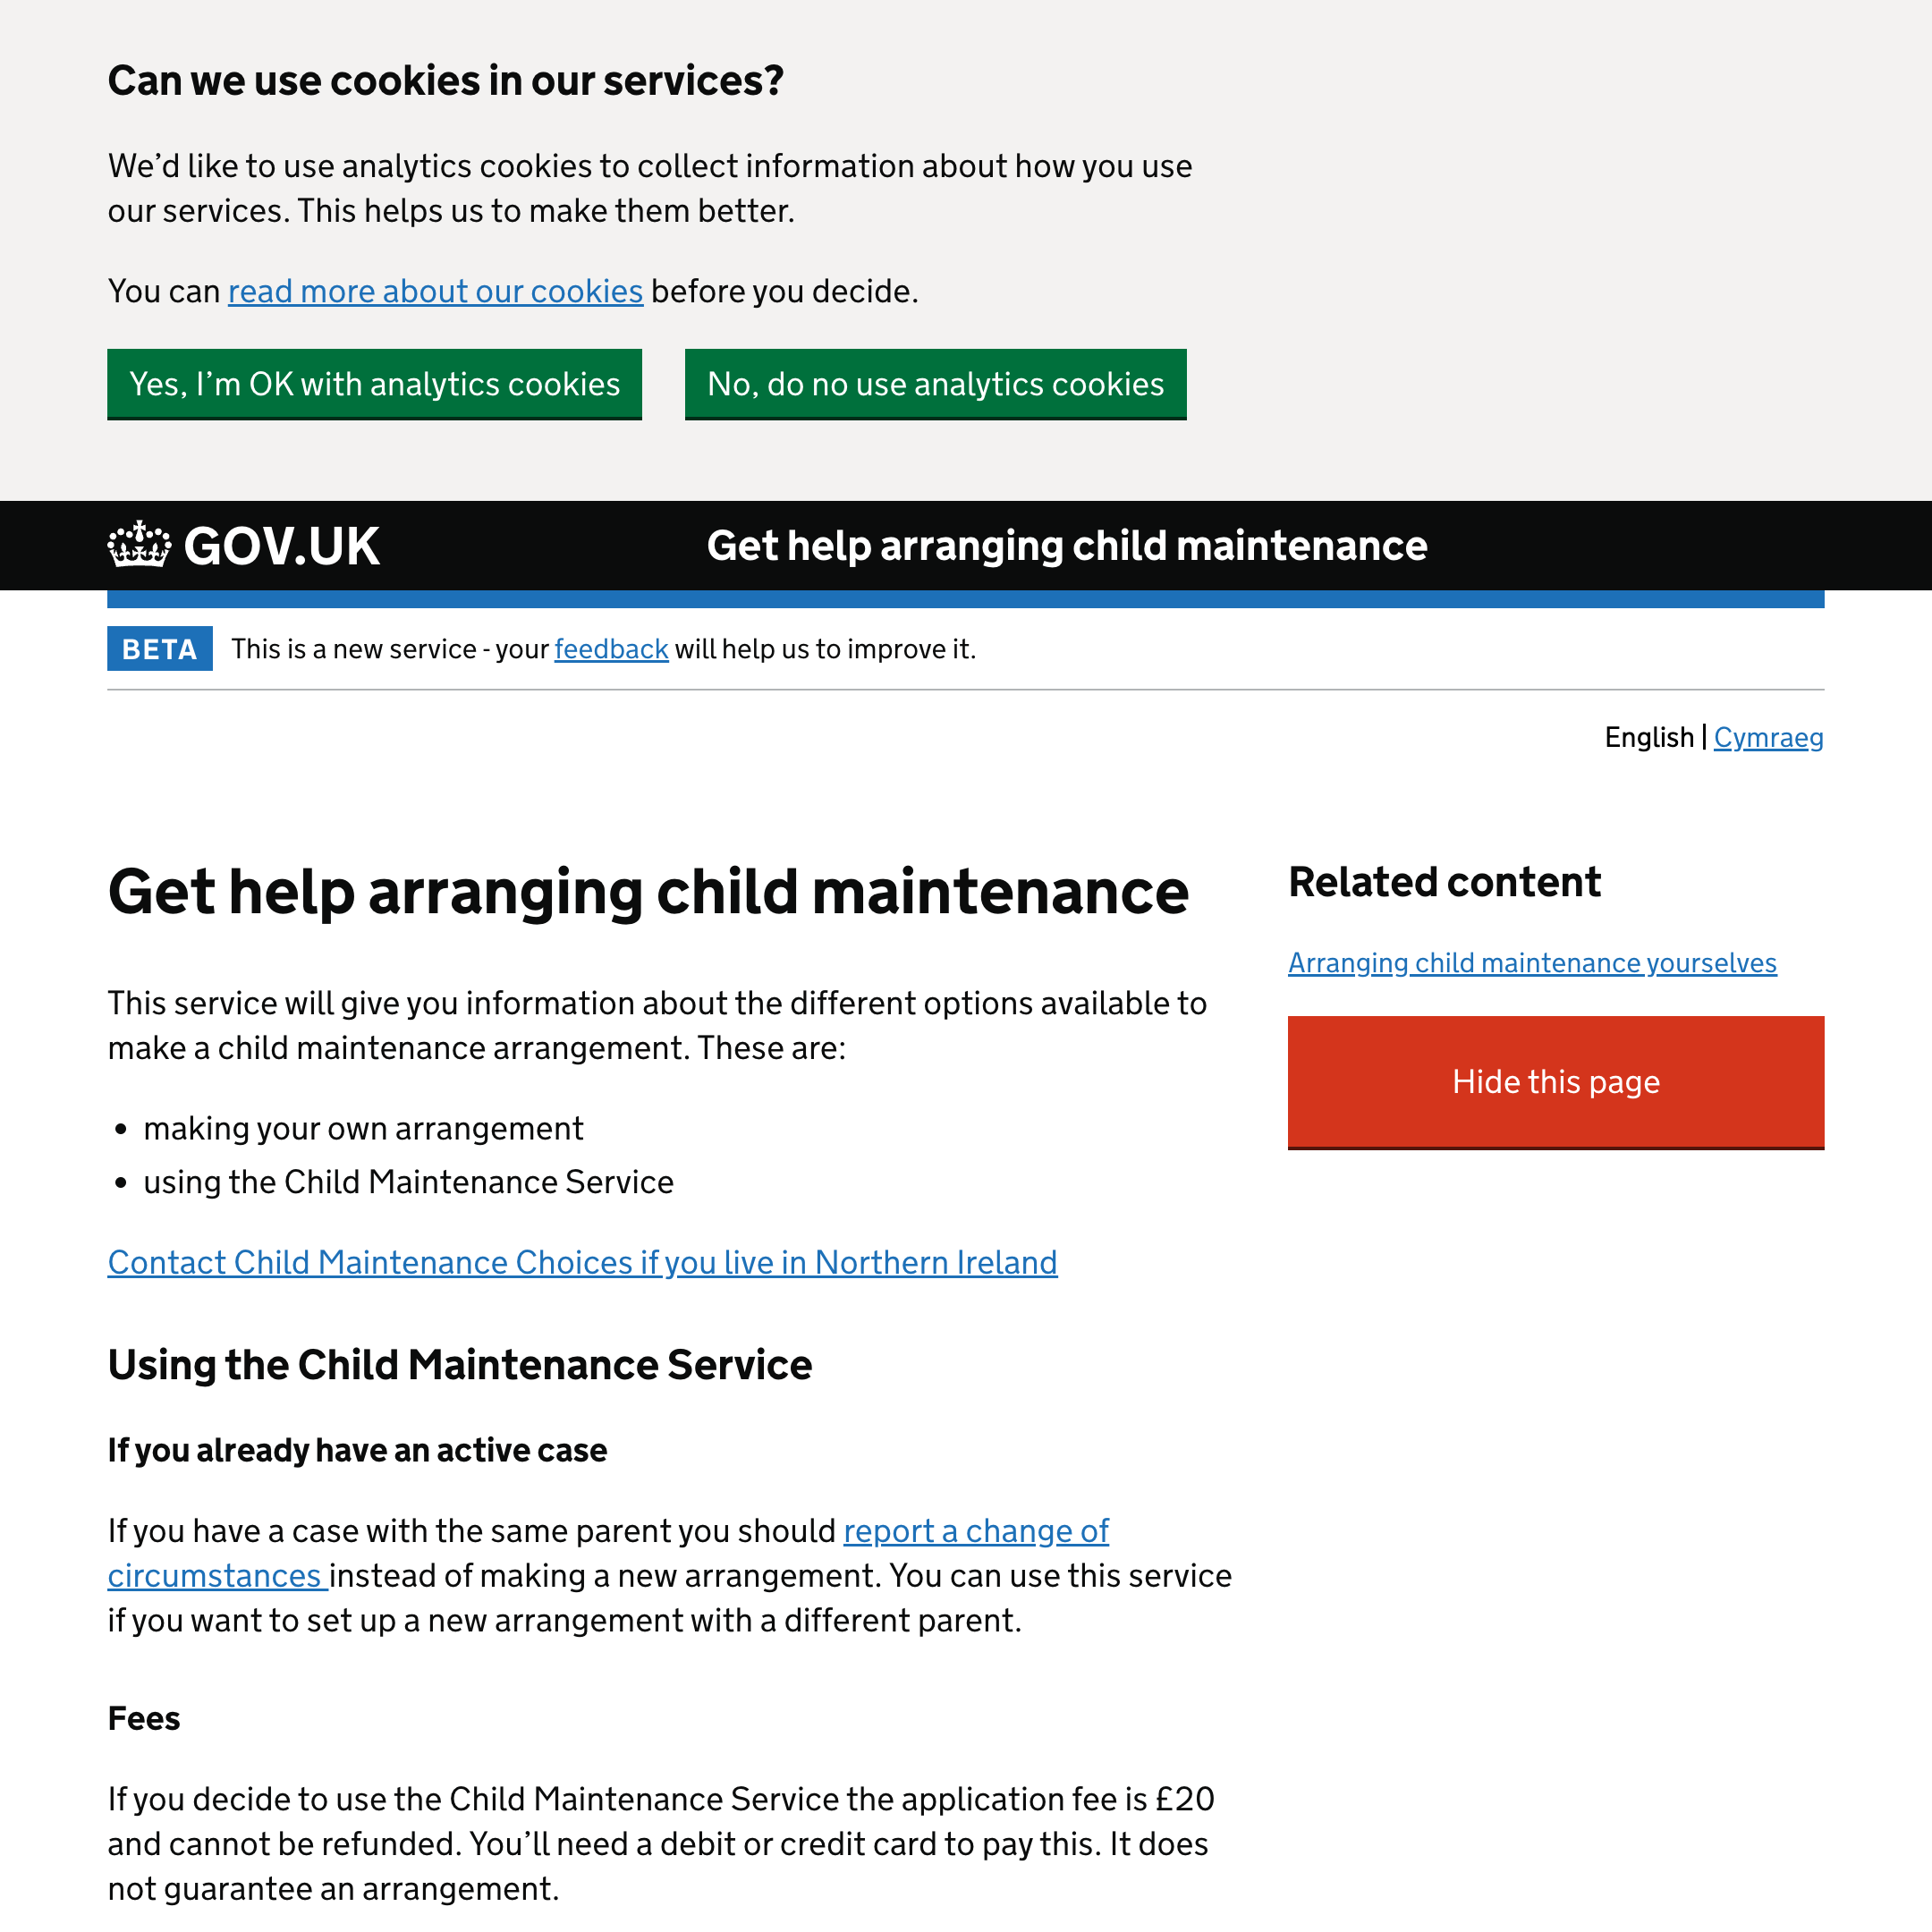 Can we use cookies in our services?
We’d like to use analytics cookies to collect information about how you use
our services. This helps us to make them better.
You can read more about our cookies before you decide.
Yes, I’m OK with analytics cookies
No, do no use analytics cookies
GOV.UK
Get help arranging child maintenance
BETA This is a new service - your feedback will help us to improve it.
English | Cymraeg
Get help arranging child maintenance
This service will give you information about the different options available to
make a child maintenance arrangement. These are:
• making your own arrangement
• using the Child Maintenance Service
Contact Child Maintenance Choices if you live in Northern Ireland
Using the Child Maintenance Service
If you already have an active case
If you have a case with the same parent you should report a change of
circumstances instead of making a new arrangement. You can use this service
if you want to set up a new arrangement with a different parent.
Fees
If you decide to use the Child Maintenance Service the application fee is £20
and cannot be refunded. You’ll need a debit or credit card to pay this. It does
not guarantee an arrangement.
Related content
Arranging child maintenance yourselves
Hide this page